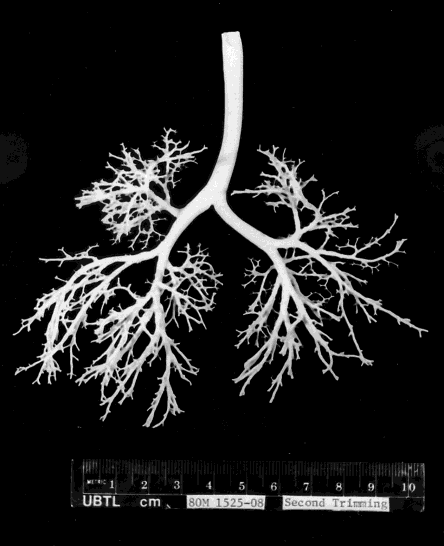 METRIC 1 2 3 4 5 6 7 8 9 10
UBTL cm 80M 1525-08 Second Trimming